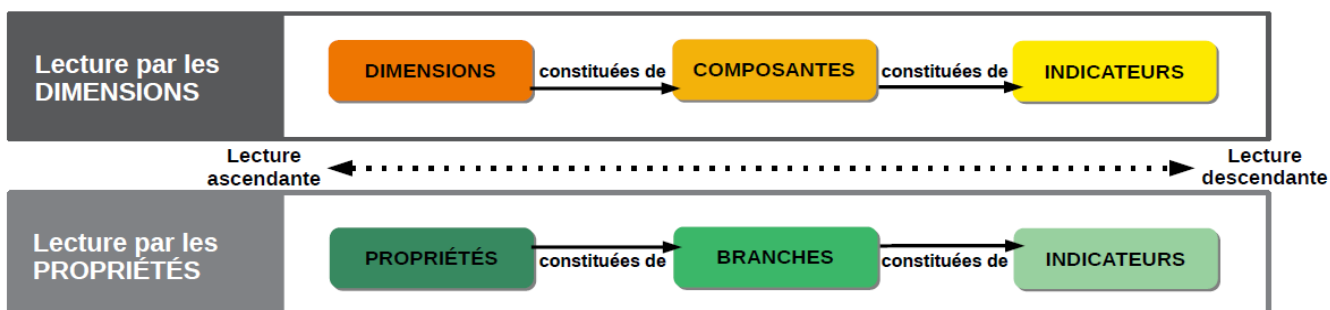 Lecture par les
DIMENSIONS
DIMENSIONS
constituées de
COMPOSANTES
constituées de
INDICATEURS
Lecture
ascendante
Lecture
descendante
Lecture par les
PROPRIÉTÉS
PROPRIÉTÉS
constituées de
BRANCHES
constituées de
INDICATEURS